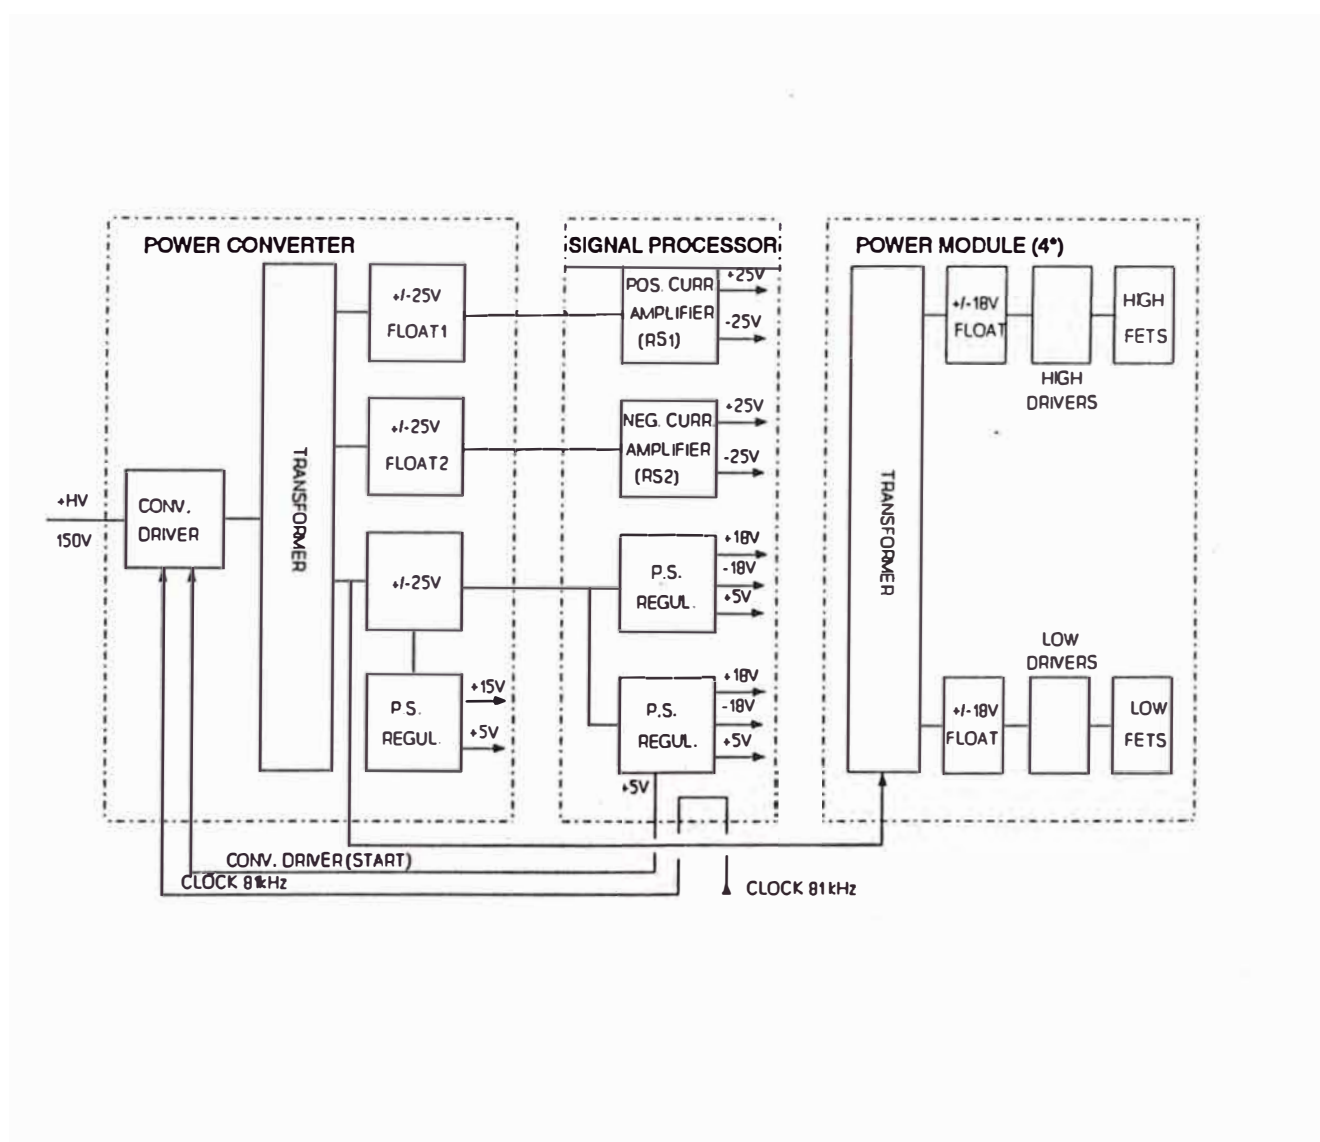 POWER CONVERTER
+/-25V
FLOAT1
+/-25V
FLOAT2
TRANSFORMER
+HV
150V
CONV.
DRIVER
+/-25V
P.S.
REGUL.
+15V
+5V
SIGNAL PROCESSOR
POS. CURR
AMPLIFIER
(RS1)
+25V
-25V
NEG. CURR.
AMPLIFIER
(RS2)
+25V
-25V
P.S.
REGUL.
+18V
-18V
+5V
P.S.
REGUL.
+18V
-18V
+5V
+5V
POWER MODULE (4*)
TRANSFORMER
+/-18V
FLOAT
HIGH
DRIVERS
HIGH
FETS
LOW
DRIVERS
+/-18V
FLOAT
LOW
FETS
CONV. DRIVER (START)
CLOCK 81kHz
CLOCK 81kHz